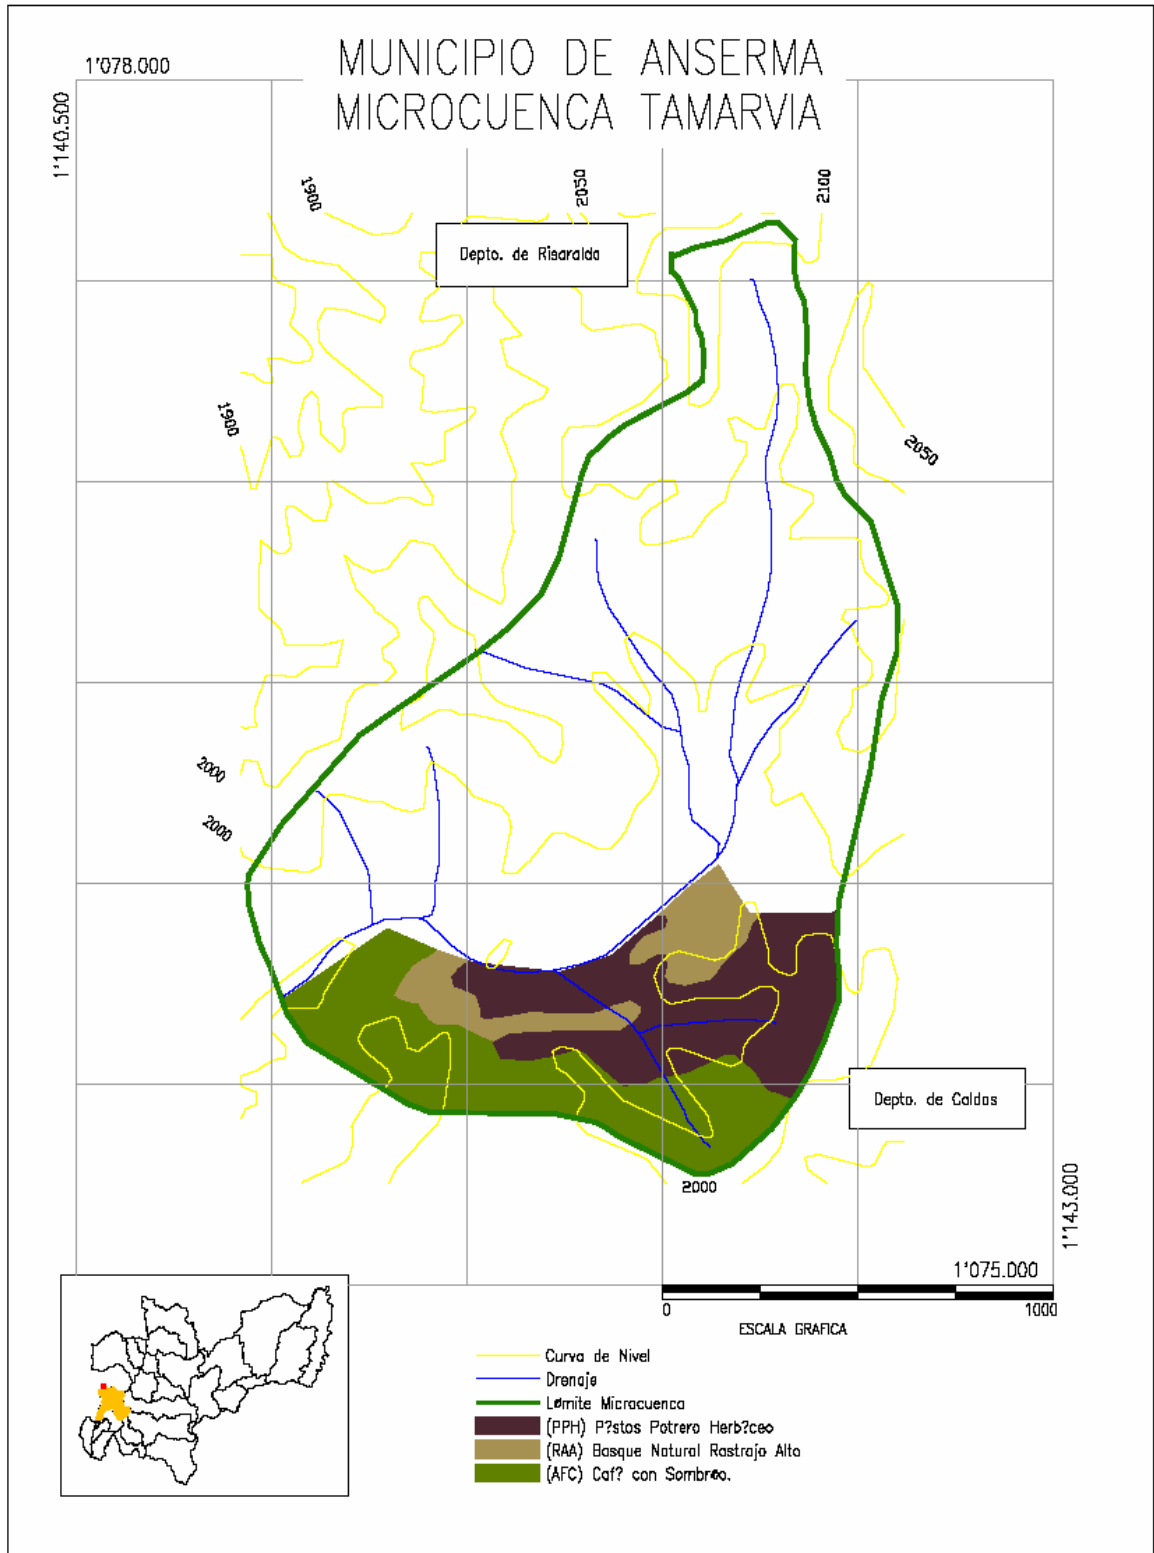 MUNICIPIO DE ANSERMA
MICROCUENCA TAMARVIA
1'078.000
1'140.500
1900
2050
2100
Depto. de Risaralda
1900
2050
2000
2000
Depto. de Caldas
2000
1'143.000
1'075.000
0
1000
ESCALA GRAFICA
Curva de Nivel
Drenaje
Lømite Microcuenca
(PPH) P?stos Potrero Herb?ceo
(RAA) Bosque Natural Rastrojo Alto
(AFC) Caf? con Sombrøo.